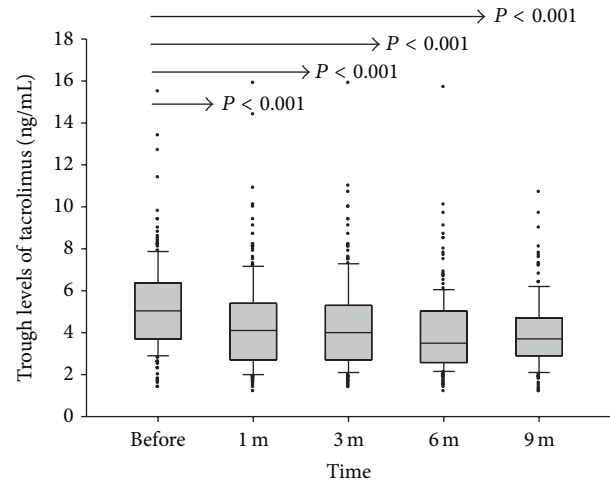 P < 0.001
18
P < 0.001
16
P < 0.001
P < 0.001
14
12
10
8
6
4
2
0
Trough levels of tacrolimus (ng/mL)
Before 1 m 3 m 6 m 9 m
Time